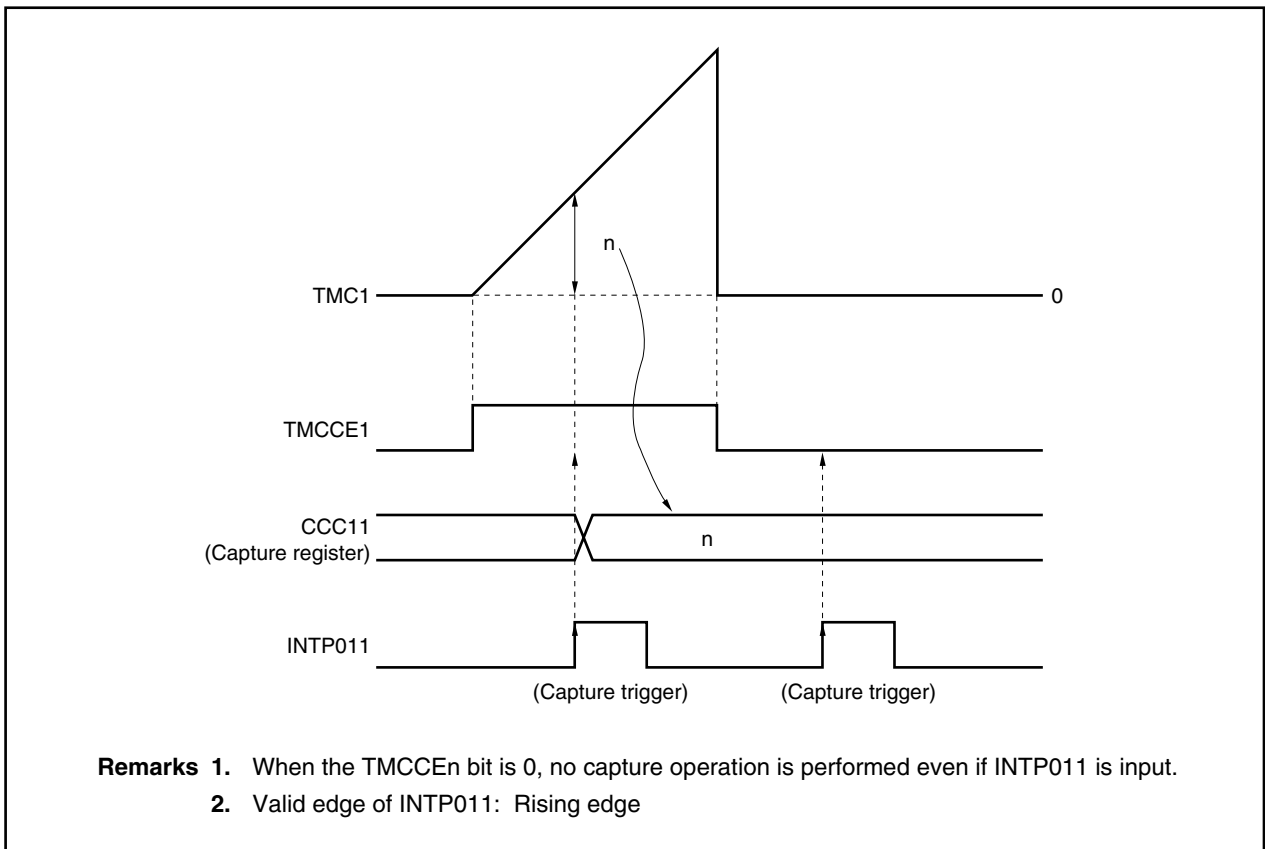 n
TMC1
0
TMCCE1
CCC11
(Capture register)
n
INTP011
(Capture trigger) (Capture trigger)
Remarks 1. When the TMCCEn bit is 0, no capture operation is performed even if INTP011 is input.
2. Valid edge of INTP011: Rising edge